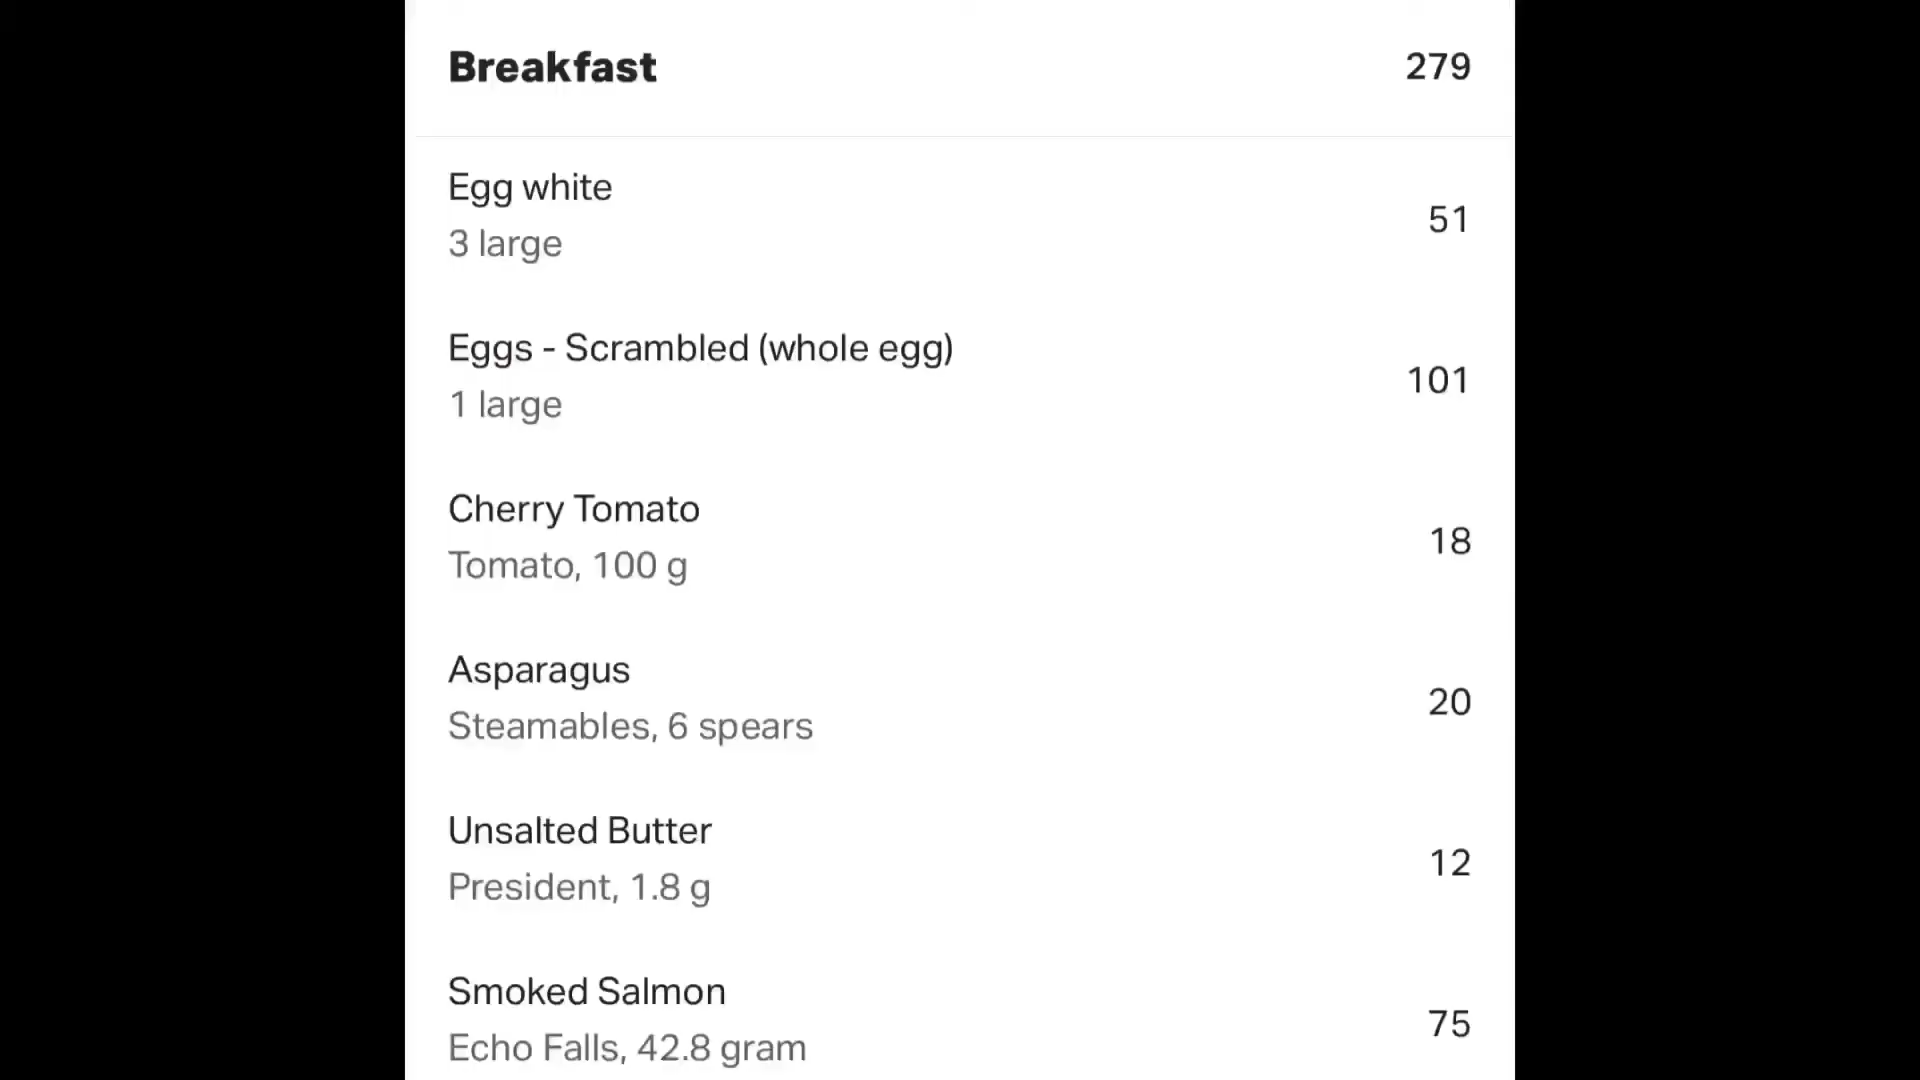 Breakfast 279
Egg white
3 large
51
Eggs - Scrambled (whole egg)
1 large
101
Cherry Tomato
Tomato, 100 g
18
Asparagus
Steamables, 6 spears
20
Unsalted Butter
President, 1.8 g
12
Smoked Salmon
Echo Falls, 42.8 gram
75